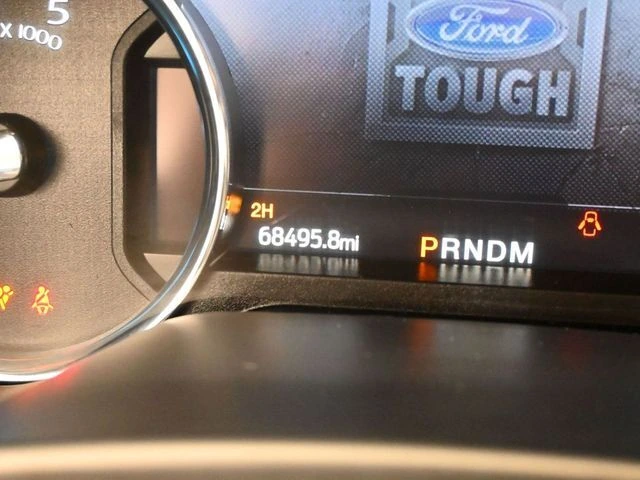 5
X 1000
Ford
TOUGH
2H
68495.8mi
PRNDM